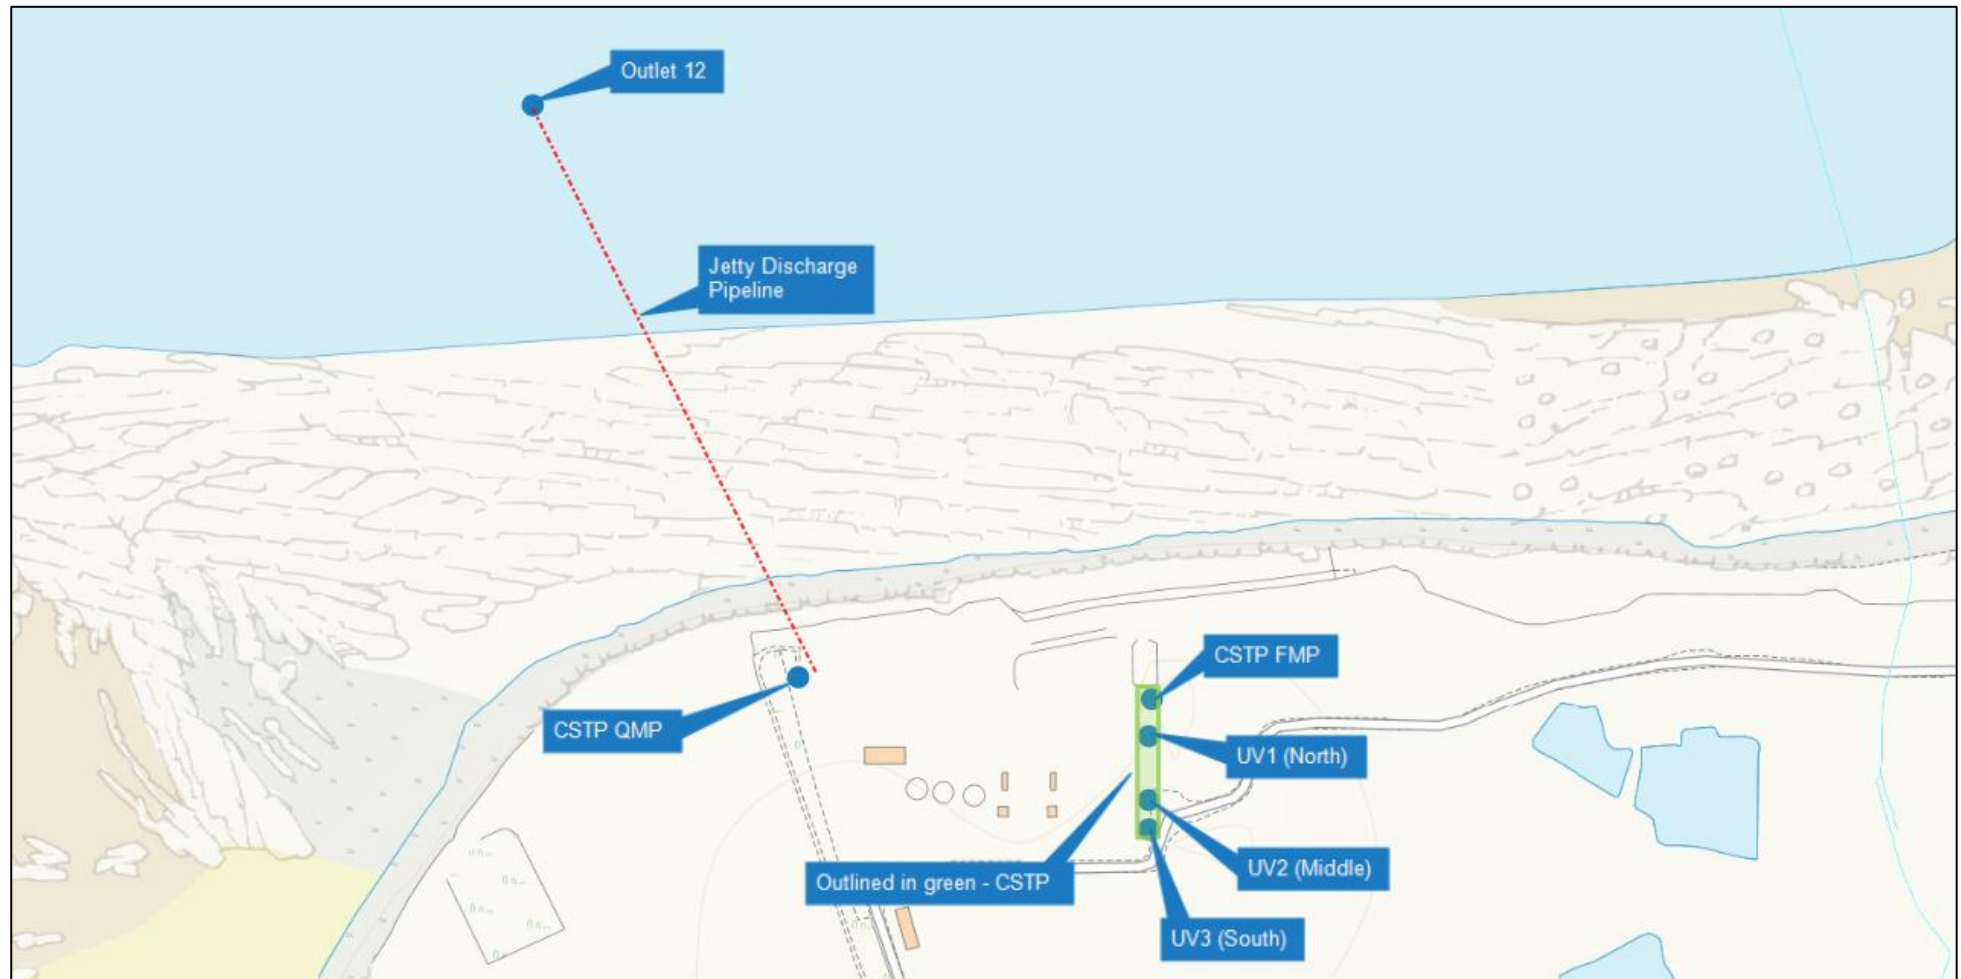 Outlet 12
Jetty Discharge
Pipeline
CSTP FMP
CSTP QMP
UV1 (North)
UV2 (Middle)
Outlined in green - CSTP
UV3 (South)